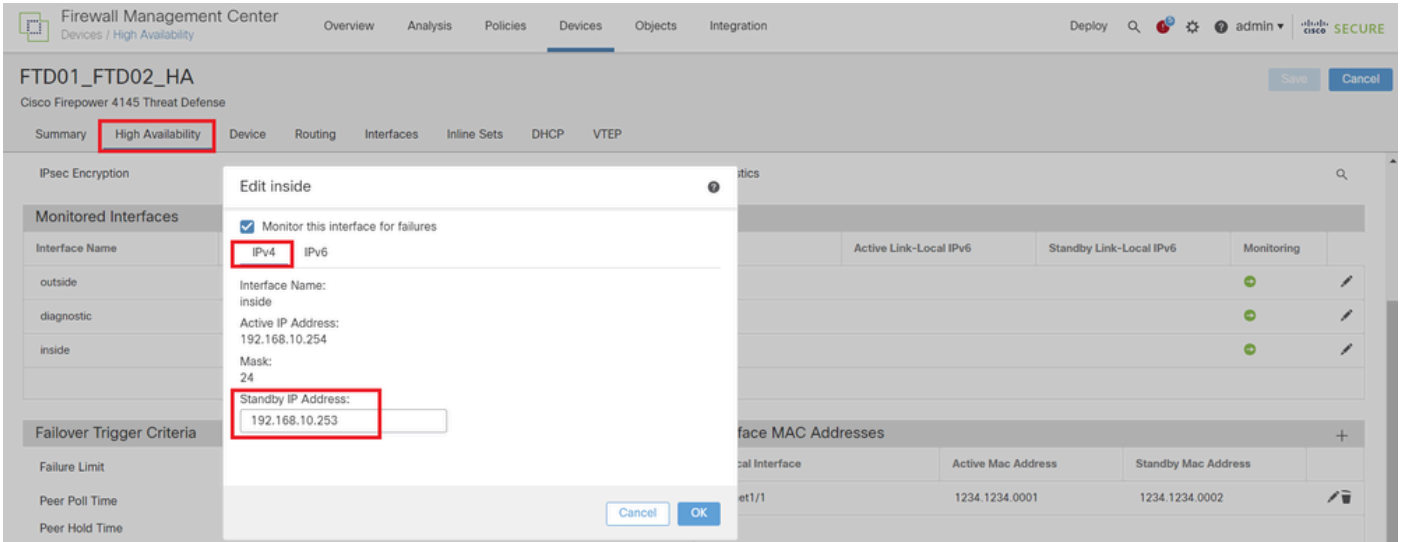 Firewall Management Center
Devices / High Availability
Overview Analysis Policies Devices Objects Integration
Deploy admin cisco SECURE
FTD01_FTD02_HA
Save Cancel
Cisco Firepower 4145 Threat Defense
Summary High Availability Device Routing Interfaces Inline Sets DHCP VTEP
IPsec Encryption
stics
Edit inside
Monitored Interfaces
Monitor this interface for failures
Interface Name
Active Link-Local IPv6 Standby Link-Local IPv6 Monitoring
IPv4 IPv6
outside
Interface Name:
inside
diagnostic
Active IP Address:
192.168.10.254
inside
Mask:
24
Standby IP Address:
192.168.10.253
Failover Trigger Criteria
face MAC Addresses
Failure Limit
cal Interface Active Mac Address Standby Mac Address
Peer Poll Time
et1/1 1234.1234.0001 1234.1234.0002
Cancel OK
Peer Hold Time